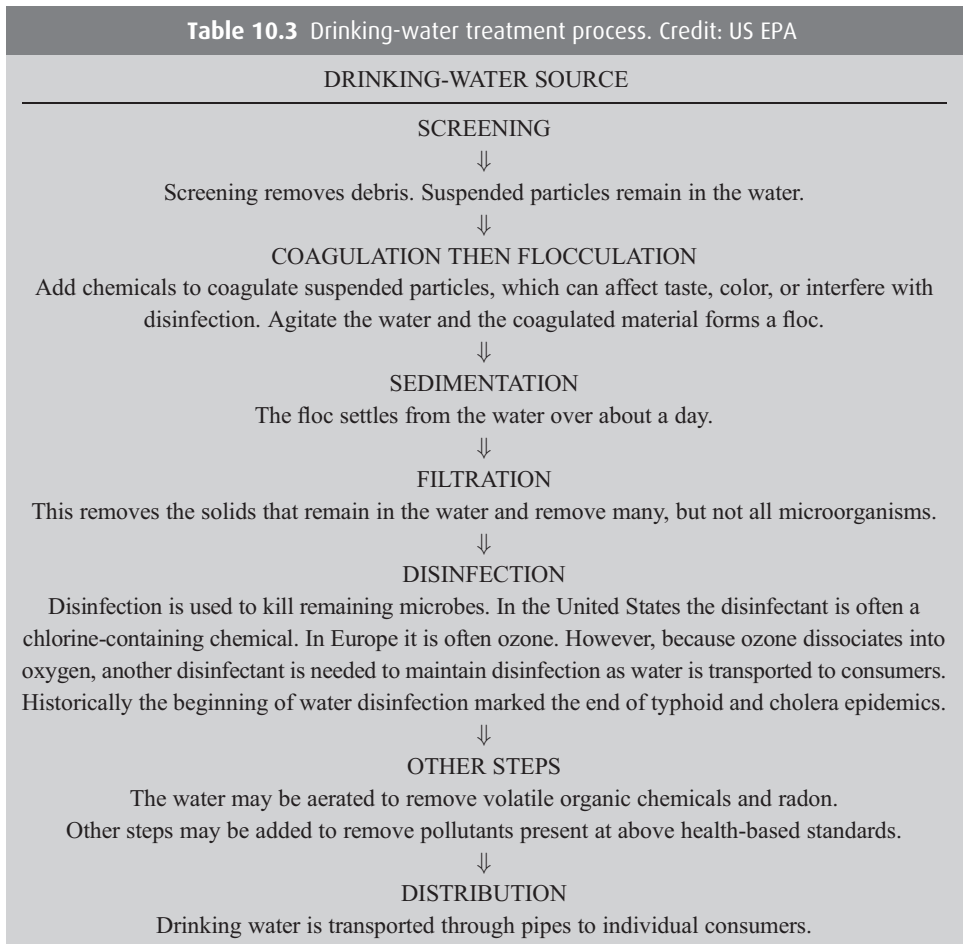 Table 10.3 Drinking-water treatment process. Credit: US EPA
DRINKING-WATER SOURCE
SCREENING
⇓
Screening removes debris. Suspended particles remain in the water.
⇓
COAGULATION THEN FLOCCULATION
Add chemicals to coagulate suspended particles, which can affect taste, color, or interfere with
disinfection. Agitate the water and the coagulated material forms a floc.
⇓
SEDIMENTATION
The floc settles from the water over about a day.
⇓
FILTRATION
This removes the solids that remain in the water and remove many, but not all microorganisms.
⇓
DISINFECTION
Disinfection is used to kill remaining microbes. In the United States the disinfectant is often a
chlorine-containing chemical. In Europe it is often ozone. However, because ozone dissociates into
oxygen, another disinfectant is needed to maintain disinfection as water is transported to consumers.
Historically the beginning of water disinfection marked the end of typhoid and cholera epidemics.
⇓
OTHER STEPS
The water may be aerated to remove volatile organic chemicals and radon.
Other steps may be added to remove pollutants present at above health-based standards.
⇓
DISTRIBUTION
Drinking water is transported through pipes to individual consumers.